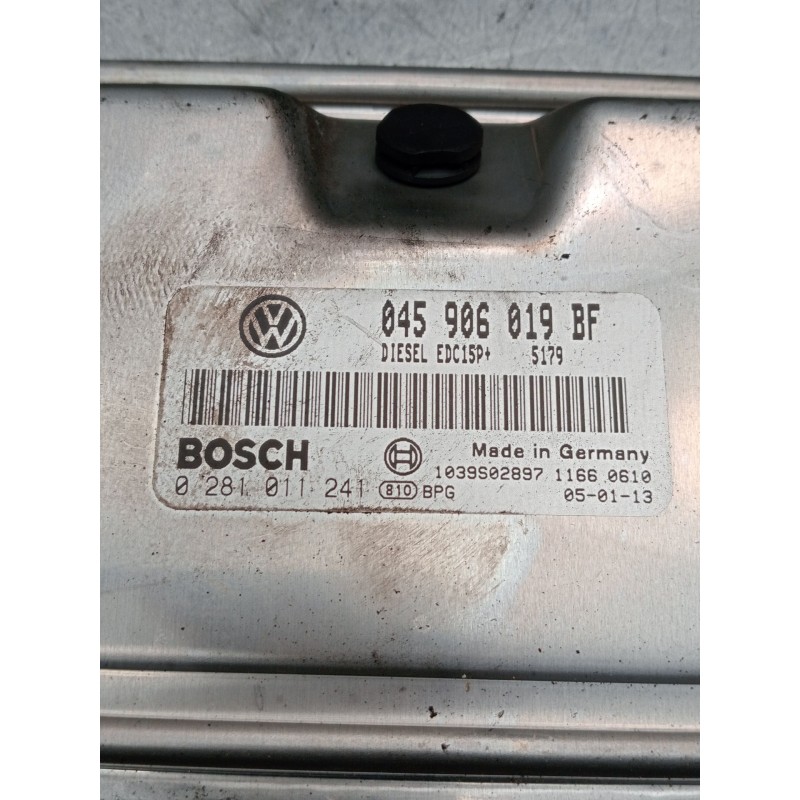 045 906 019 BF
DIESEL EDC15P+ 5179
BOSCH
Made in Germany
1039S02897 1166 0610
0 281 011 241 810 BPG 05-01-13